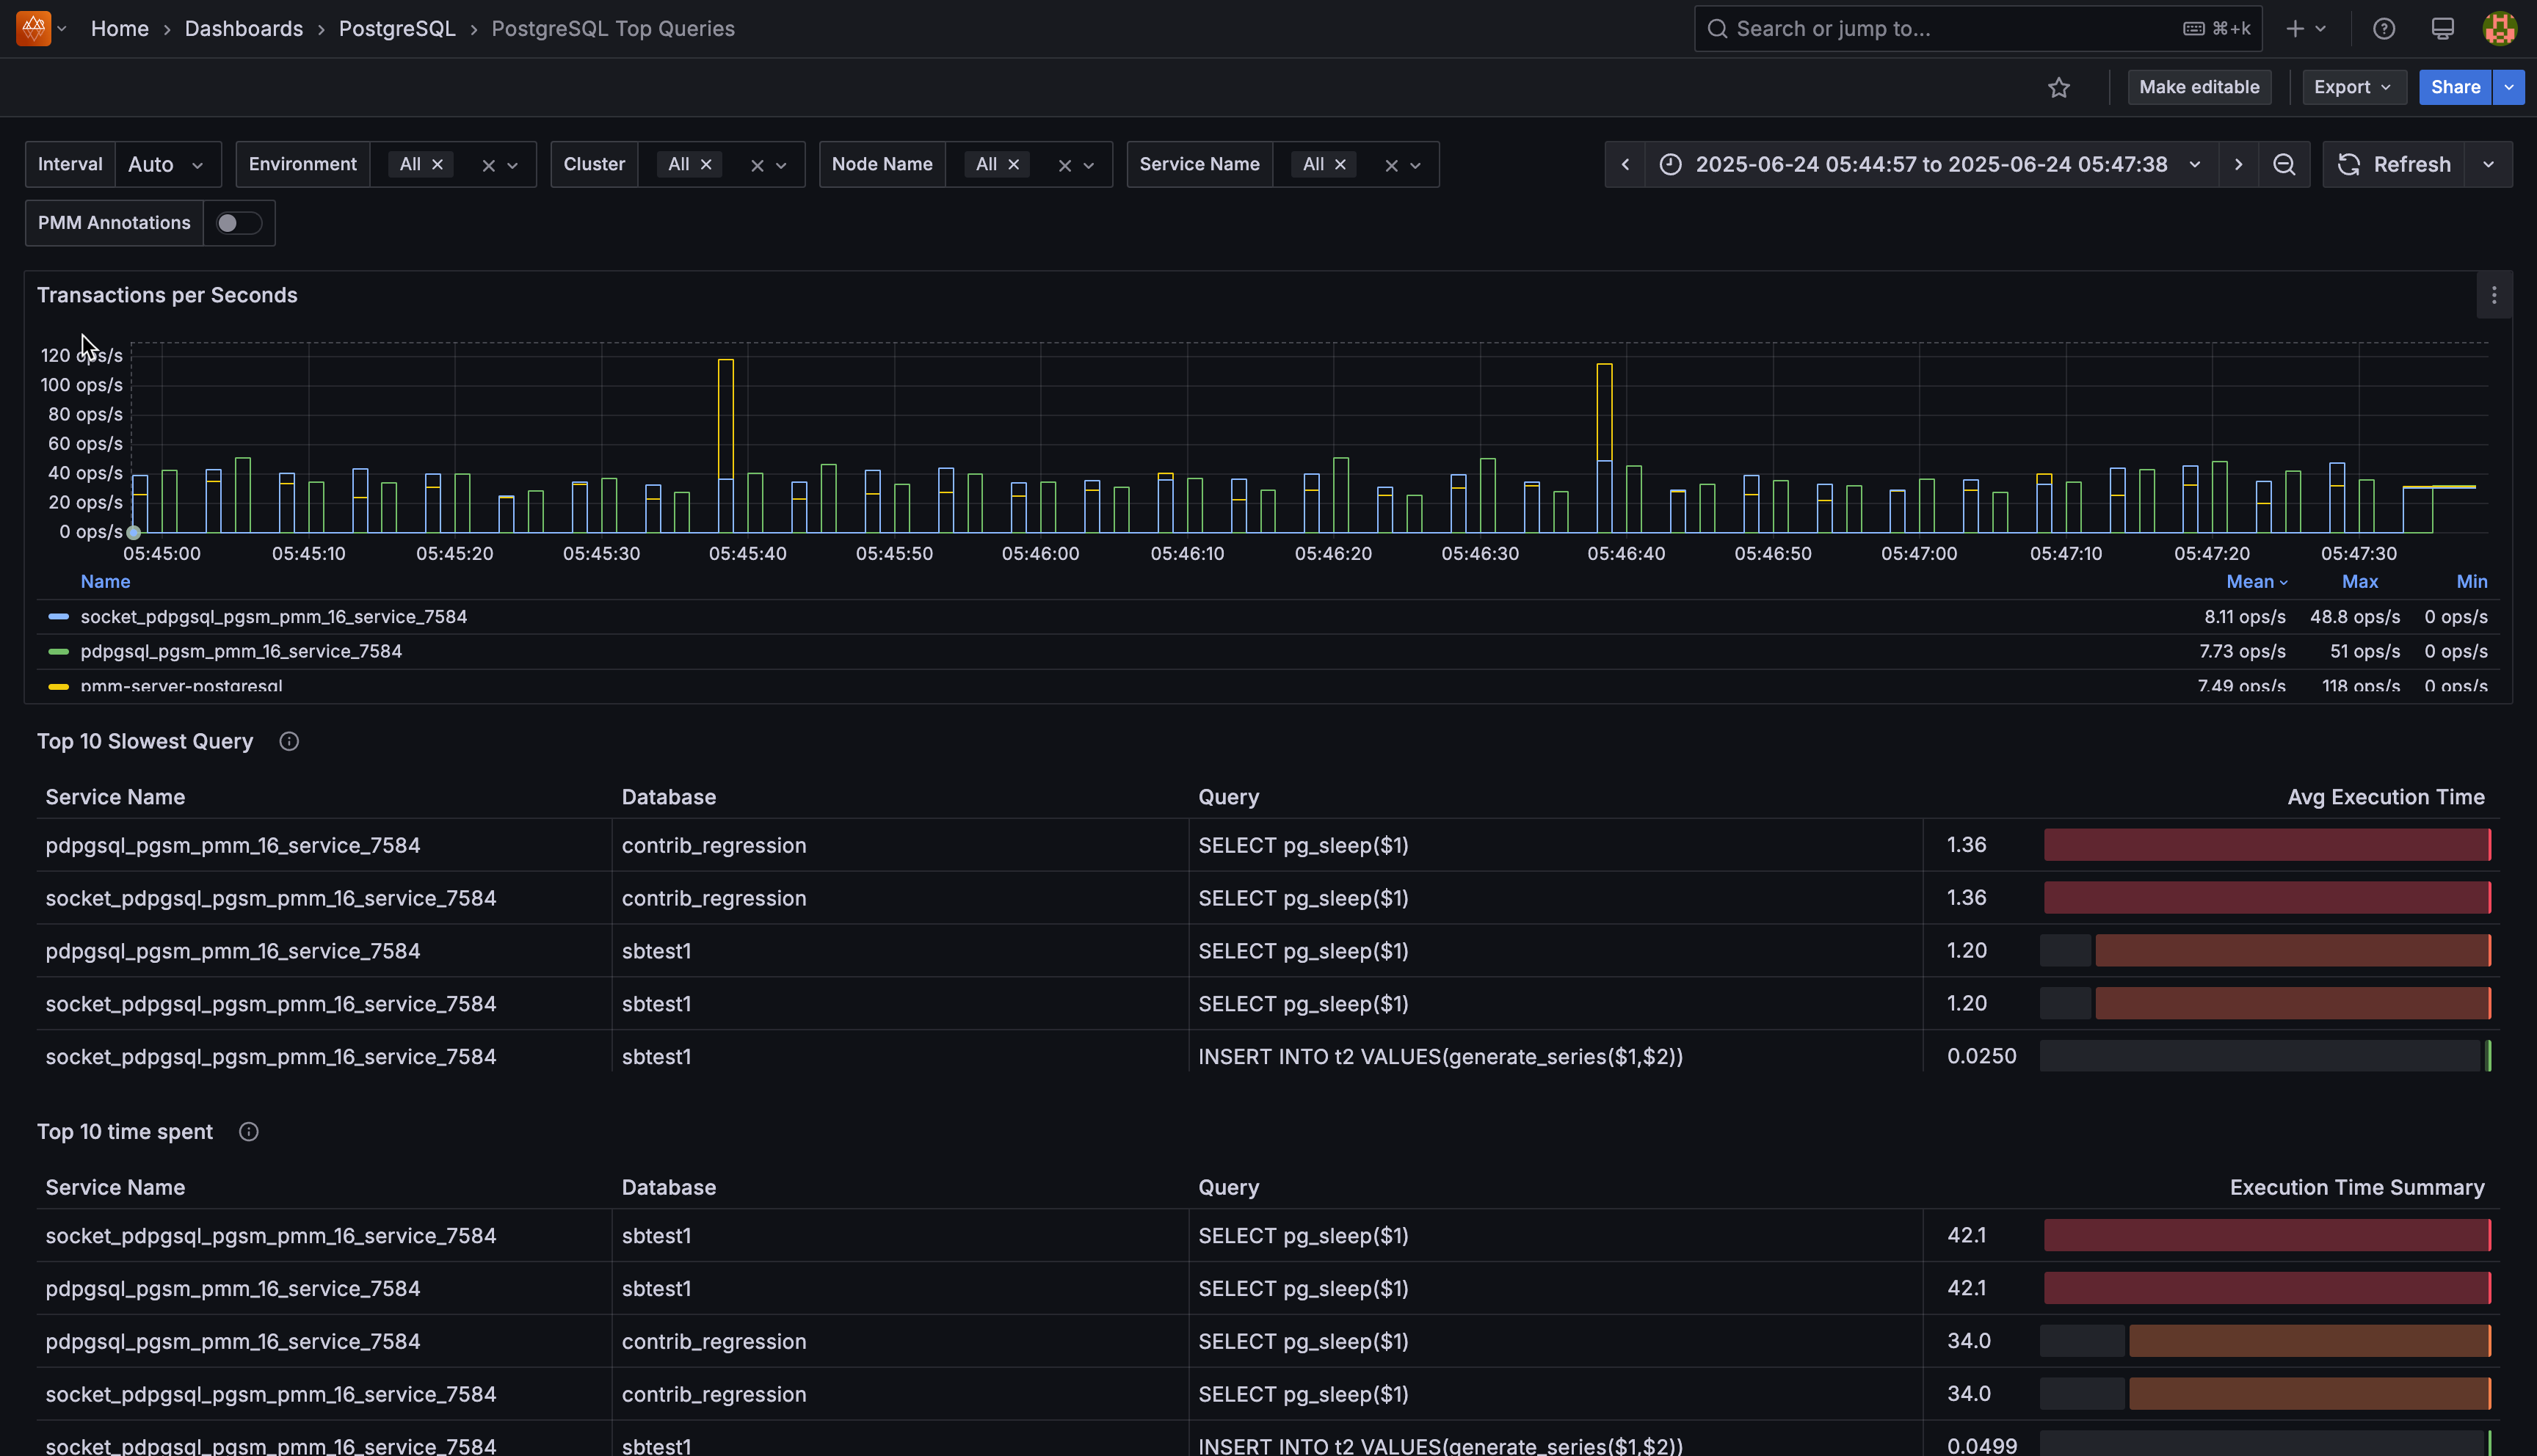 Home › Dashboards › PostgreSQL › PostgreSQL Top Queries Search or jump to... ⌘+k
Make editable Export Share
Interval Auto Environment All Cluster All Node Name All Service Name All 2025-06-24 05:44:57 to 2025-06-24 05:47:38 Refresh
PMM Annotations
Transactions per Seconds
120 ops/s
100 ops/s
80 ops/s
60 ops/s
40 ops/s
20 ops/s
0 ops/s
05:45:00 05:45:10 05:45:20 05:45:30 05:45:40 05:45:50 05:46:00 05:46:10 05:46:20 05:46:30 05:46:40 05:46:50 05:47:00 05:47:10 05:47:20 05:47:30
Name Mean Max Min
socket_pdpgsql_pgsm_pmm_16_service_7584 8.11 ops/s 48.8 ops/s 0 ops/s
pdpgsql_pgsm_pmm_16_service_7584 7.73 ops/s 51 ops/s 0 ops/s
pmm-server-postgresql 7.49 ops/s 118 ops/s 0 ops/s
Top 10 Slowest Query
Service Name Database Query Avg Execution Time
pdpgsql_pgsm_pmm_16_service_7584 contrib_regression SELECT pg_sleep($1) 1.36
socket_pdpgsql_pgsm_pmm_16_service_7584 contrib_regression SELECT pg_sleep($1) 1.36
pdpgsql_pgsm_pmm_16_service_7584 sbtest1 SELECT pg_sleep($1) 1.20
socket_pdpgsql_pgsm_pmm_16_service_7584 sbtest1 SELECT pg_sleep($1) 1.20
socket_pdpgsql_pgsm_pmm_16_service_7584 sbtest1 INSERT INTO t2 VALUES(generate_series($1,$2)) 0.0250
Top 10 time spent
Service Name Database Query Execution Time Summary
socket_pdpgsql_pgsm_pmm_16_service_7584 sbtest1 SELECT pg_sleep($1) 42.1
pdpgsql_pgsm_pmm_16_service_7584 sbtest1 SELECT pg_sleep($1) 42.1
pdpgsql_pgsm_pmm_16_service_7584 contrib_regression SELECT pg_sleep($1) 34.0
socket_pdpgsql_pgsm_pmm_16_service_7584 contrib_regression SELECT pg_sleep($1) 34.0
socket_pdpgsql_pgsm_pmm_16_service_7584 sbtest1 INSERT INTO t2 VALUES(generate_series($1,$2)) 0.0499